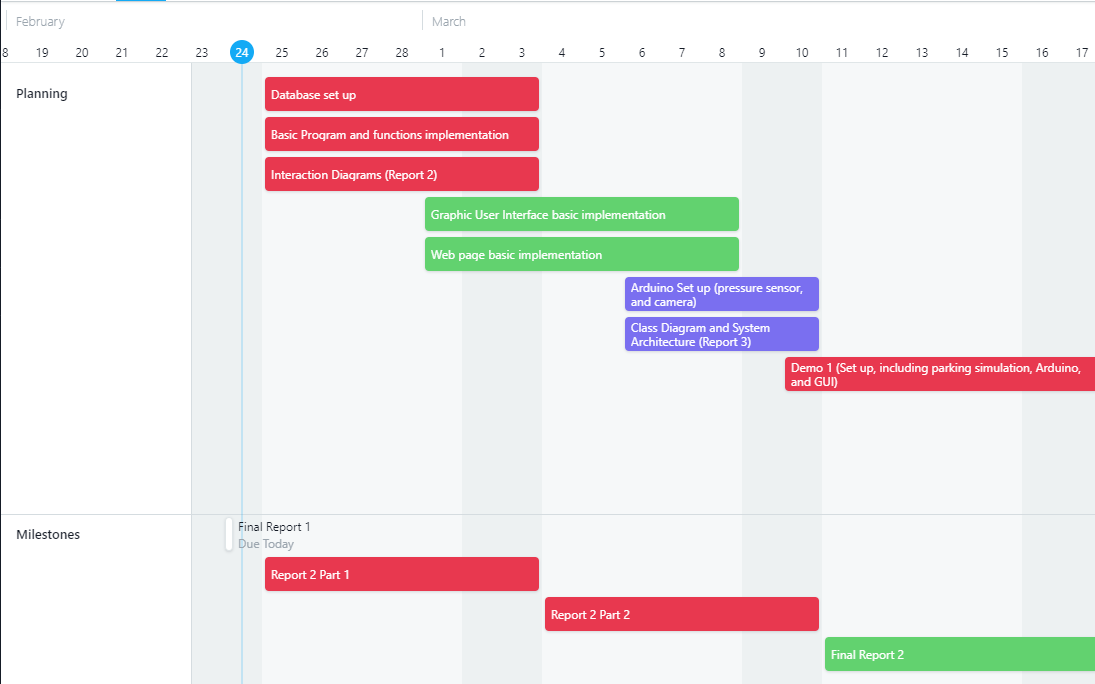 February
March
8 19 20 21 22 23 24 25 26 27 28 1 2 3 4 5 6 7 8 9 10 11 12 13 14 15 16 17
Planning
Database set up
Basic Program and functions implementation
Interaction Diagrams (Report 2)
Graphic User Interface basic implementation
Web page basic implementation
Arduino Set up (pressure sensor,
and camera)
Class Diagram and System
Architecture (Report 3)
Demo 1 (Set up, including parking simulation, Arduino,
and GUI)
Milestones
Final Report 1
Due Today
Report 2 Part 1
Report 2 Part 2
Final Report 2